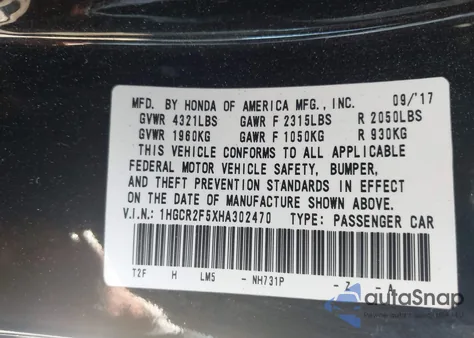 MFD. BY HONDA OF AMERICA MFG., INC. 09/'17
GVWR 4321LBS GAWR F 2315LBS R 2050LBS
GVWR 1960KG GAWR F 1050KG R 930KG
THIS VEHICLE CONFORMS TO ALL APPLICABLE
FEDERAL MOTOR VEHICLE SAFETY, BUMPER,
AND THEFT PREVENTION STANDARDS IN EFFECT
ON THE DATE OF MANUFACTURE SHOWN ABOVE.
V.I.N.: 1HGCR2F5XHA302470 TYPE: PASSENGER CAR
T2F H LM5 - NH731P - Z - A
autoSnap